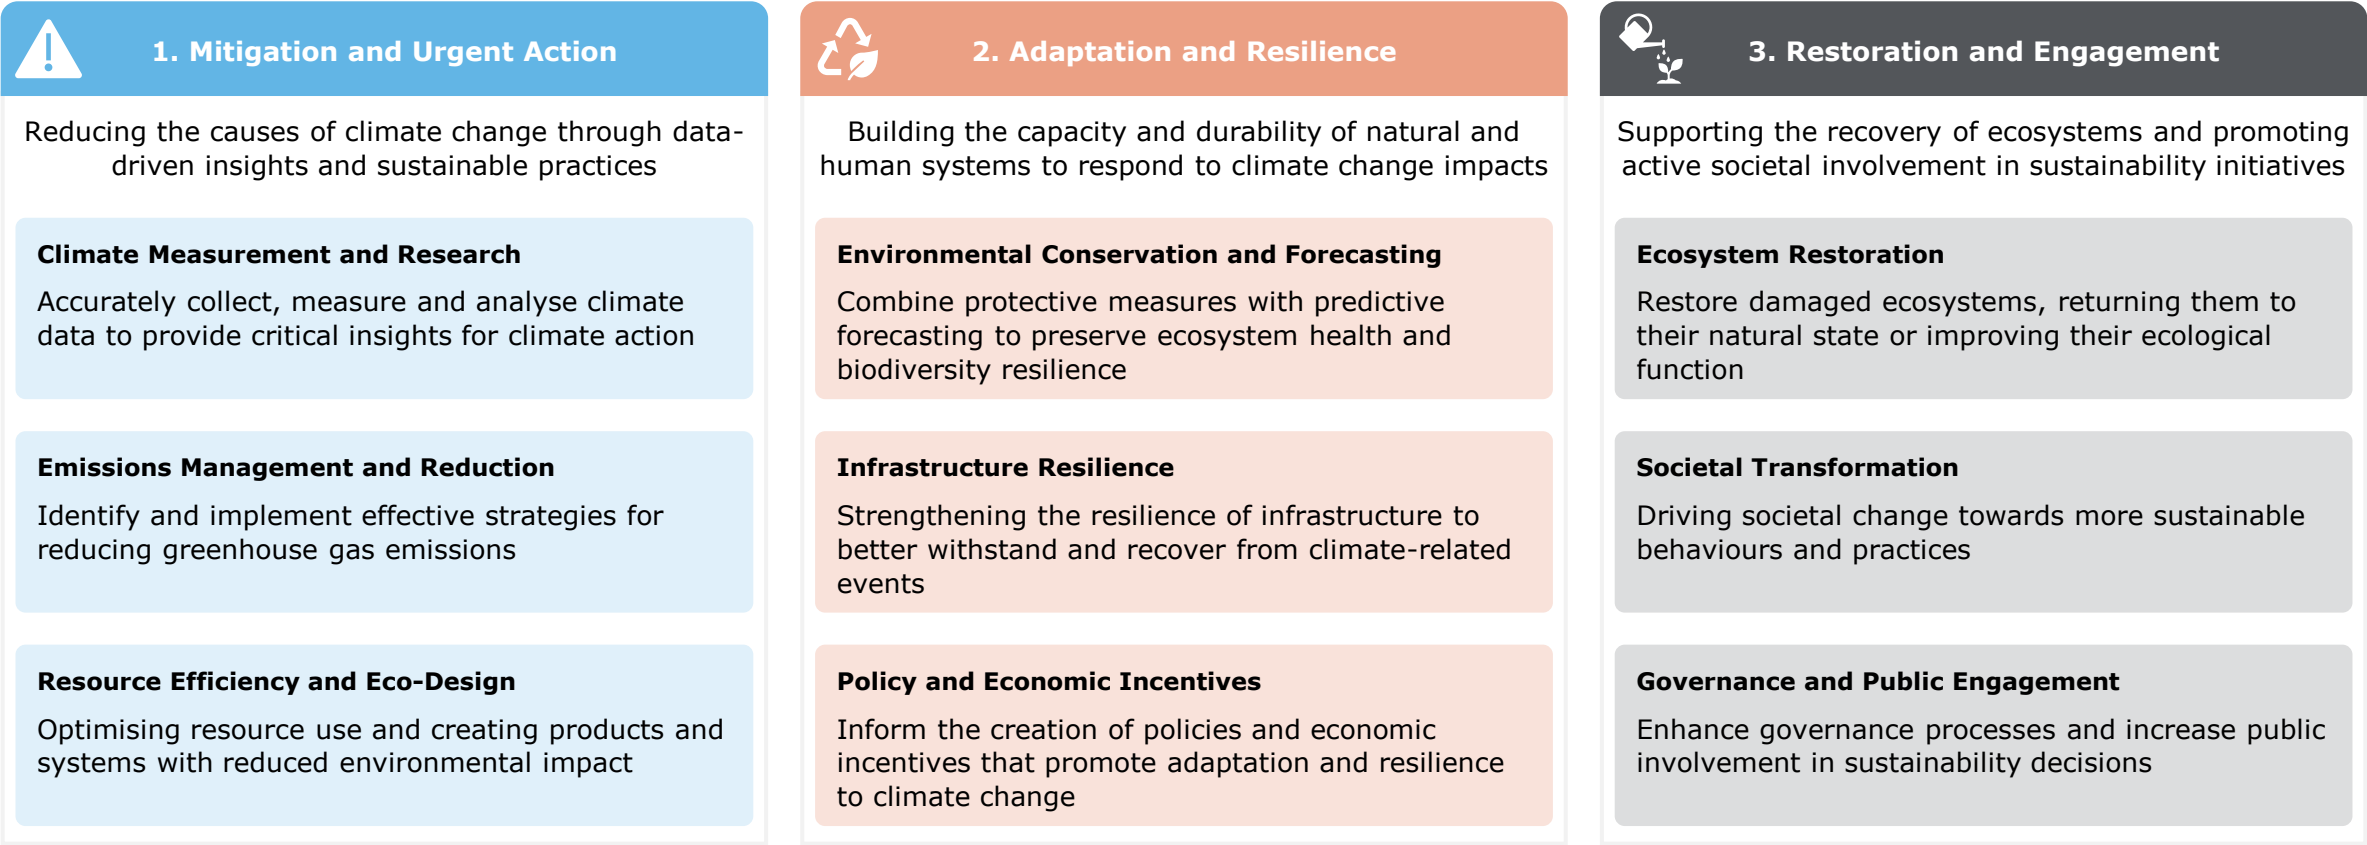 1. Mitigation and Urgent Action
Reducing the causes of climate change through data-
driven insights and sustainable practices
Climate Measurement and Research
Accurately collect, measure and analyse climate
data to provide critical insights for climate action
Emissions Management and Reduction
Identify and implement effective strategies for
reducing greenhouse gas emissions
Resource Efficiency and Eco-Design
Optimising resource use and creating products and
systems with reduced environmental impact
2. Adaptation and Resilience
Building the capacity and durability of natural and
human systems to respond to climate change impacts
Environmental Conservation and Forecasting
Combine protective measures with predictive
forecasting to preserve ecosystem health and
biodiversity resilience
Infrastructure Resilience
Strengthening the resilience of infrastructure to
better withstand and recover from climate-related
events
Policy and Economic Incentives
Inform the creation of policies and economic
incentives that promote adaptation and resilience
to climate change
3. Restoration and Engagement
Supporting the recovery of ecosystems and promoting
active societal involvement in sustainability initiatives
Ecosystem Restoration
Restore damaged ecosystems, returning them to
their natural state or improving their ecological
function
Societal Transformation
Driving societal change towards more sustainable
behaviours and practices
Governance and Public Engagement
Enhance governance processes and increase public
involvement in sustainability decisions